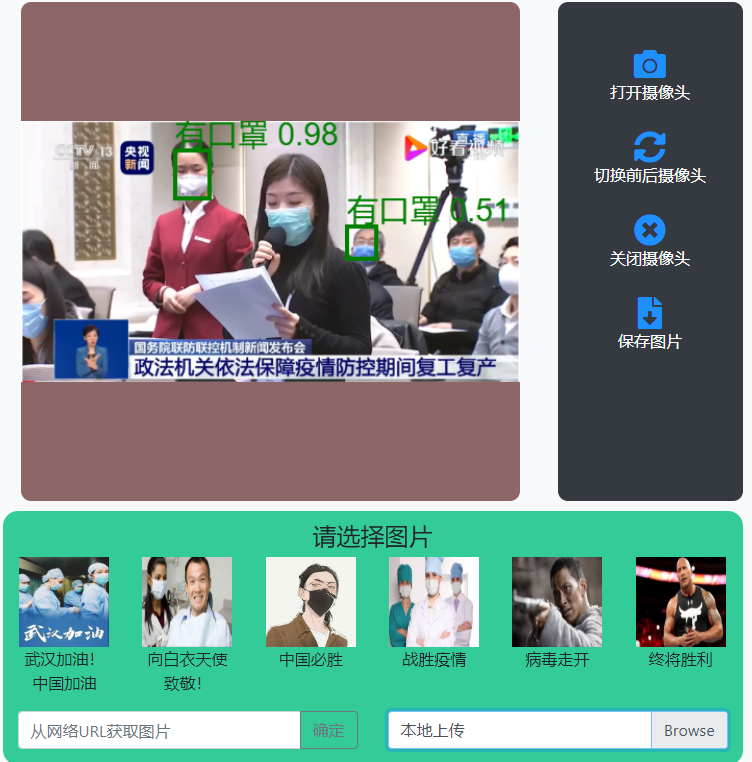 有口罩 0.98
CCTV-13
新闻
央视
新闻
直播
好看视频
有口罩 0.51
国务院联防联控机制新闻发布会
政法机关依法保障疫情防控期间复工复产
打开摄像头
切换前后摄像头
关闭摄像头
保存图片
请选择图片
武汉加油
武汉加油！
中国加油
向白衣天使
致敬！
中国必胜
战胜疫情
病毒走开
终将胜利
从网络URL获取图片
确定
本地上传
Browse